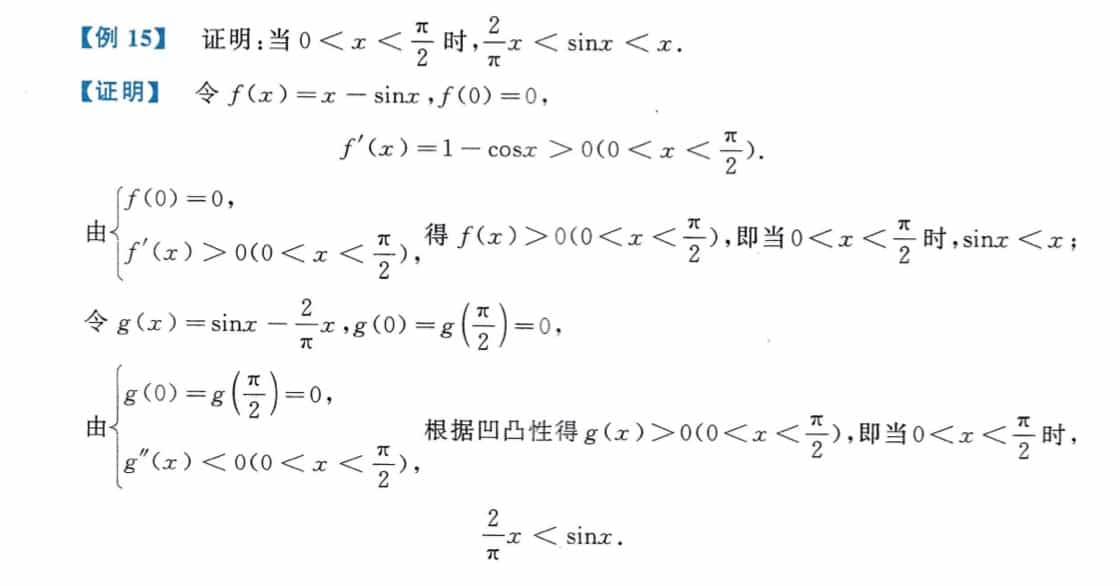 【例 15】 证明:当 0 < x < π/2 时, 2/π x < sinx < x.
【证明】 令 f(x) = x − sinx, f(0) = 0,
f′(x) = 1 − cosx > 0(0 < x < π/2).
由{f(0) = 0, f′(x) > 0(0 < x < π/2), 得 f(x) > 0(0 < x < π/2), 即当 0 < x < π/2 时, sinx < x;
令 g(x) = sinx − 2/π x, g(0) = g(π/2) = 0,
由{g(0) = g(π/2) = 0, g″(x) < 0(0 < x < π/2), 根据凹凸性得 g(x) > 0(0 < x < π/2), 即当 0 < x < π/2 时,
2/π x < sinx.